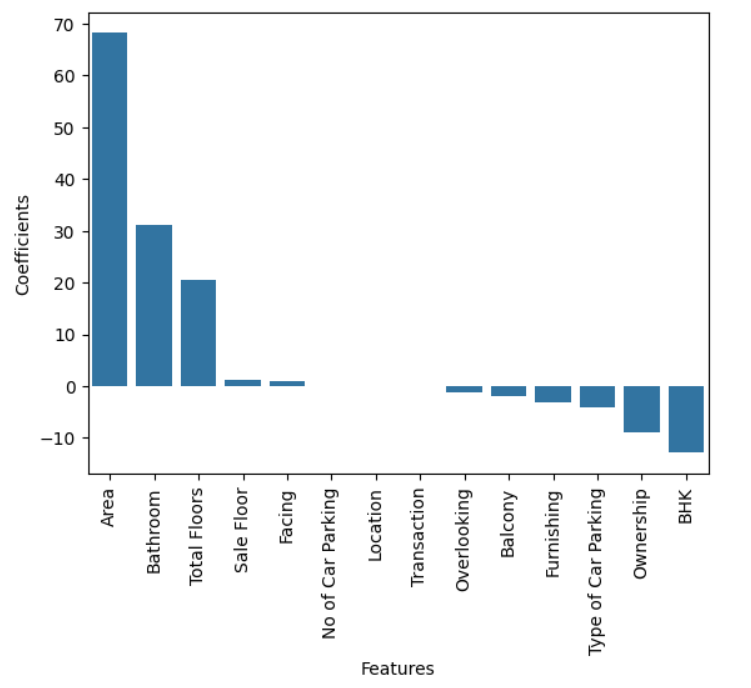 70
60
50
40
30
20
10
0
−10
Coefficients
Area
Bathroom
Total Floors
Sale Floor
Facing
No of Car Parking
Location
Transaction
Overlooking
Balcony
Furnishing
Type of Car Parking
Ownership
BHK
Features